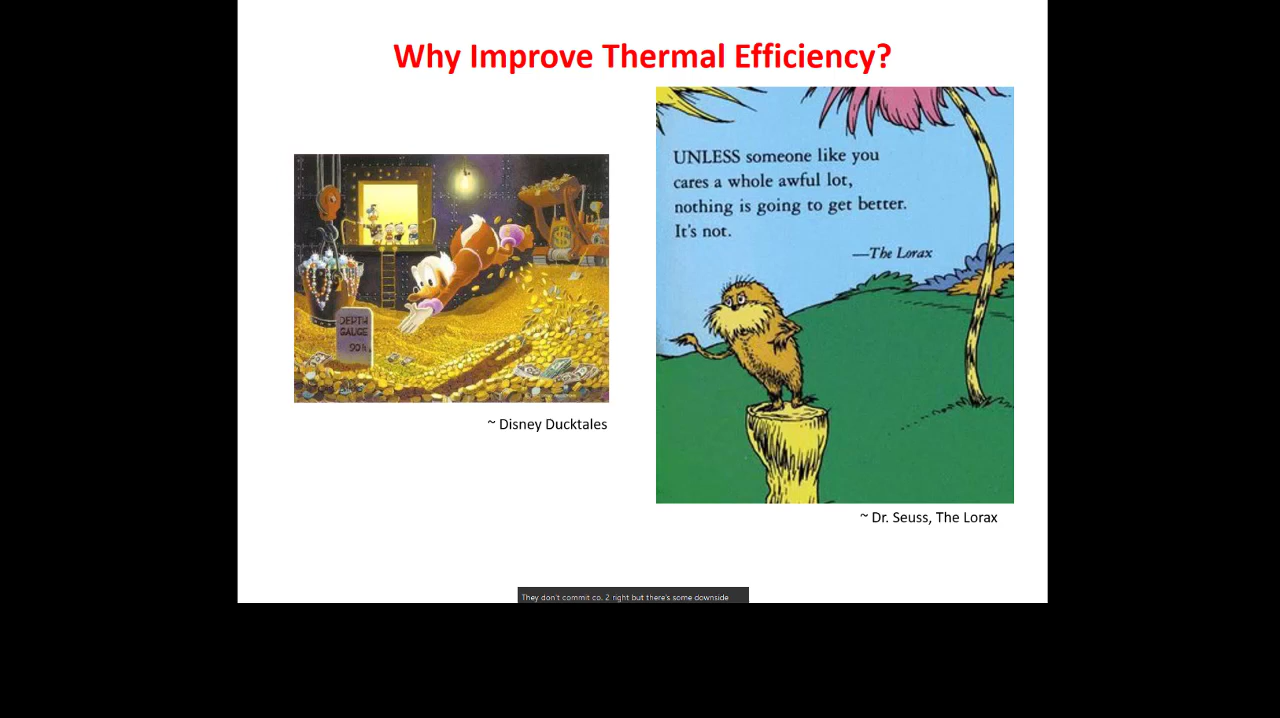 Why Improve Thermal Efficiency?
UNLESS someone like you
cares a whole awful lot,
nothing is going to get better.
It's not.
—The Lorax
DEPTH
GAUGE
90 ft.
~ Disney Ducktales
~ Dr. Seuss, The Lorax
They don't commit co. 2 right but there's some downside